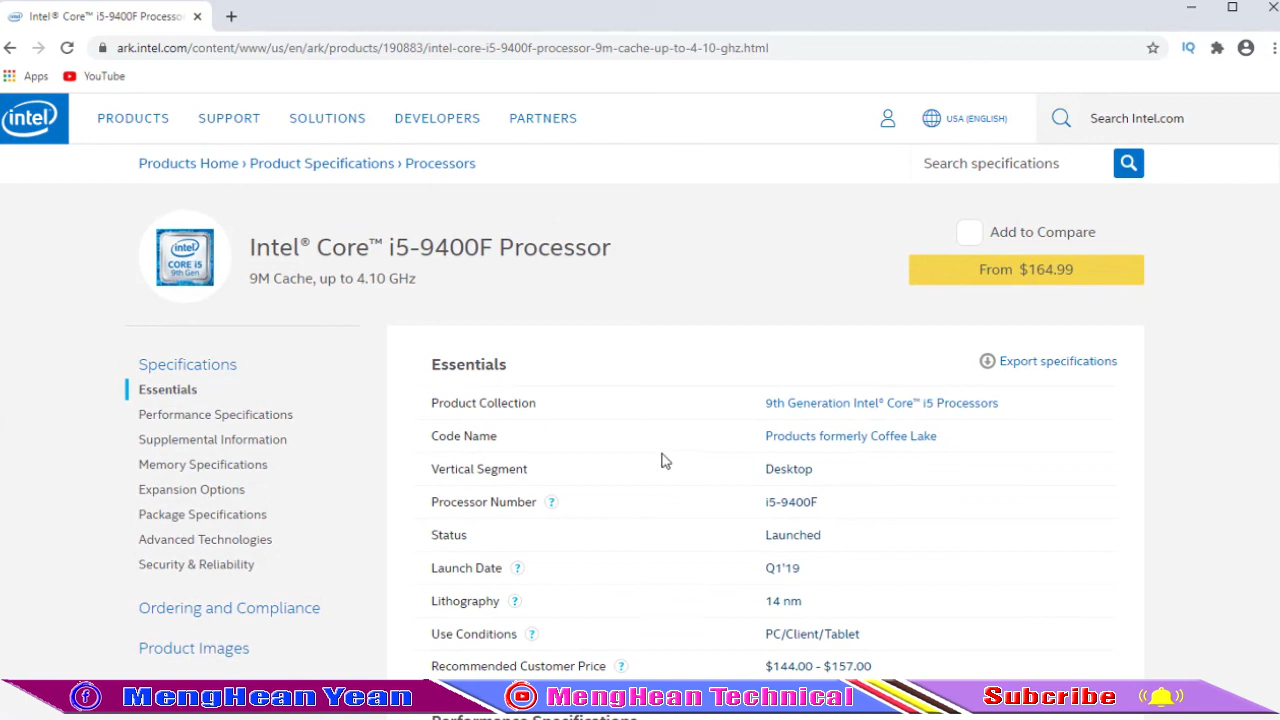 Intel® Core™ i5-9400F Processor
ark.intel.com/content/www/us/en/ark/products/190883/intel-core-i5-9400f-processor-9m-cache-up-to-4-10-ghz.html
IQ
Apps YouTube
intel PRODUCTS SUPPORT SOLUTIONS DEVELOPERS PARTNERS USA (ENGLISH) Search Intel.com
Products Home › Product Specifications › Processors Search specifications
Intel® Core™ i5-9400F Processor
9M Cache, up to 4.10 GHz
intel
CORE i5
9th Gen
Add to Compare
From $164.99
Specifications
Essentials
Performance Specifications
Supplemental Information
Memory Specifications
Expansion Options
Package Specifications
Advanced Technologies
Security & Reliability
Ordering and Compliance
Product Images
Essentials Export specifications
Product Collection 9th Generation Intel® Core™ i5 Processors
Code Name Products formerly Coffee Lake
Vertical Segment Desktop
Processor Number ? i5-9400F
Status Launched
Launch Date ? Q1'19
Lithography ? 14 nm
Use Conditions ? PC/Client/Tablet
Recommended Customer Price ? $144.00 - $157.00
Performance Specifications
MengHean Yean MengHean Technical Subcribe